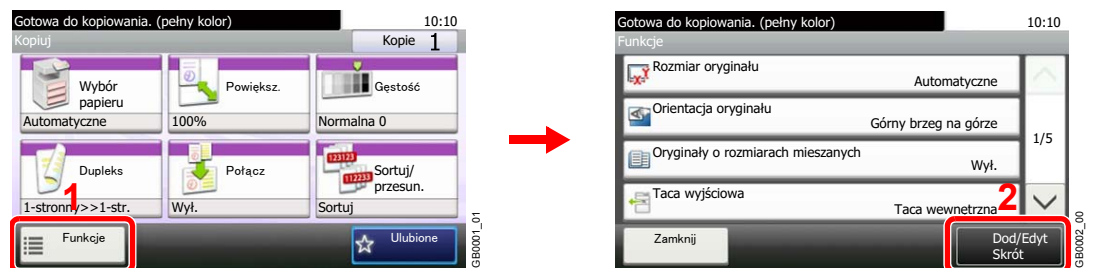 Gotowa do kopiowania. (pełny kolor)
10:10
Kopiuj
Kopie 1
Wybór
papieru
Automatyczne
Powiększ.
100%
Gęstość
Normalna 0
Dupleks
1-stronny>>1-str.
Połącz
Wył.
123123
112233
Sortuj/
przesun.
Sortuj
1
Funkcje
Ulubione
GB0001_01
Gotowa do kopiowania. (pełny kolor)
10:10
Funkcje
Rozmiar oryginału
Automatyczne
Orientacja oryginału
Górny brzeg na górze
1/5
Oryginały o rozmiarach mieszanych
Wył.
Taca wyjściowa
Taca wewnetrzna
2
Zamknij
Dod/Edyt
Skrót
GB0002_00